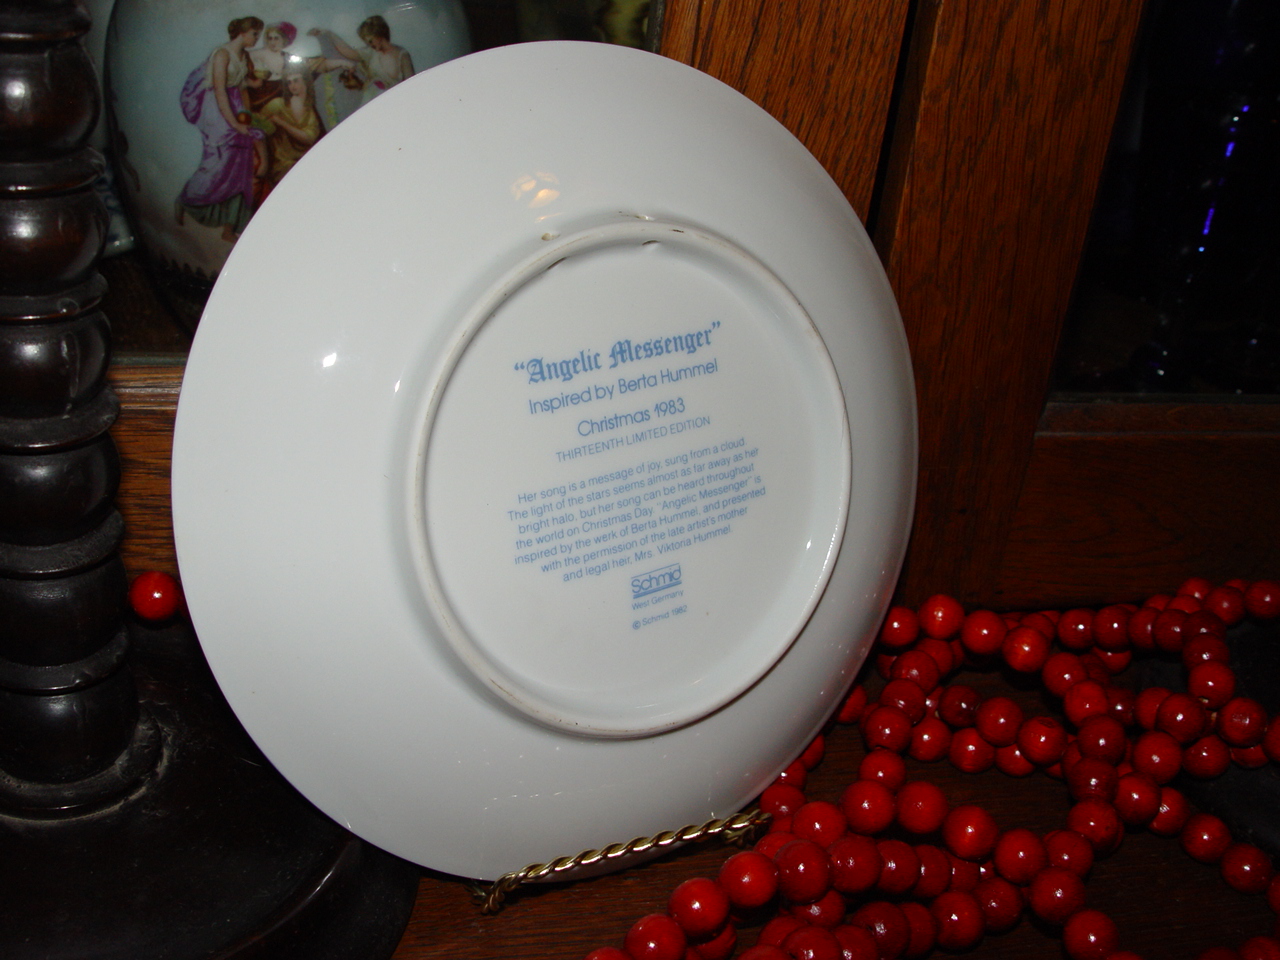 “Angelic Messenger”
Inspired by Berta Hummel
Christmas 1983
THIRTEENTH LIMITED EDITION
Her song is a message of joy, sung from a cloud.
The light of the stars seems almost as far away as her
bright halo, but her song can be heard throughout
the world on Christmas Day. “Angelic Messenger” is
inspired by the werk of Berta Hummel, and presented
with the permission of the late artist's mother
and legal heir, Mrs. Viktoria Hummel.
Schmid
West Germany
© Schmid 1982